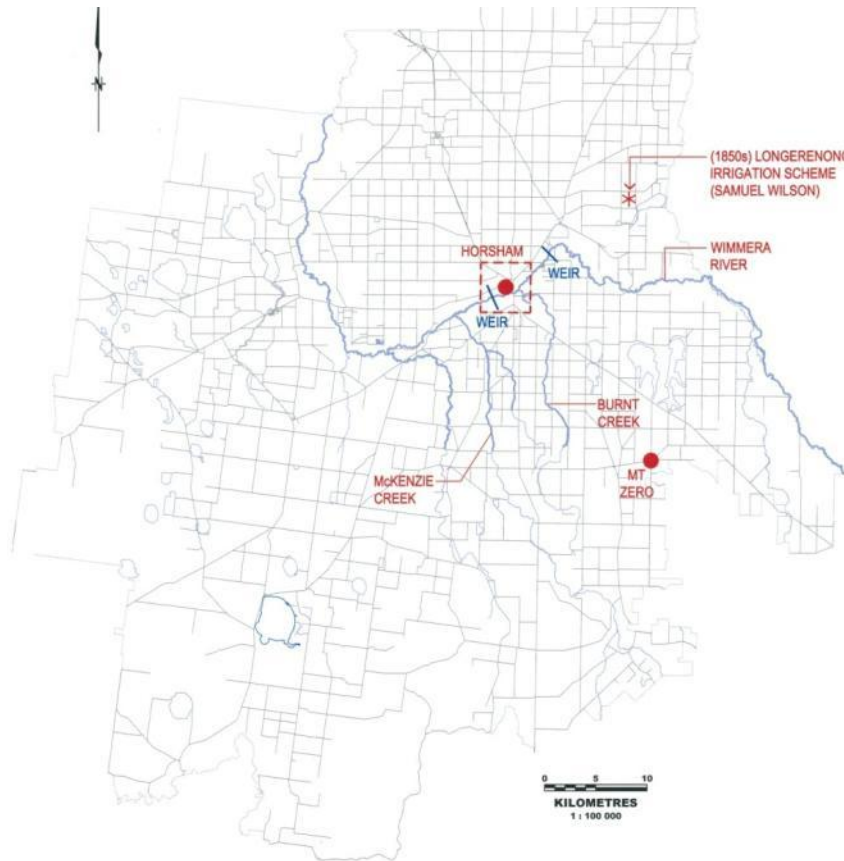 N
(1850s) LONGERENONG
IRRIGATION SCHEME
(SAMUEL WILSON)
HORSHAM
WIMMERA
RIVER
WEIR
WEIR
BURNT
CREEK
McKENZIE
CREEK
MT
ZERO
0 5 10
KILOMETRES
1 : 100 000